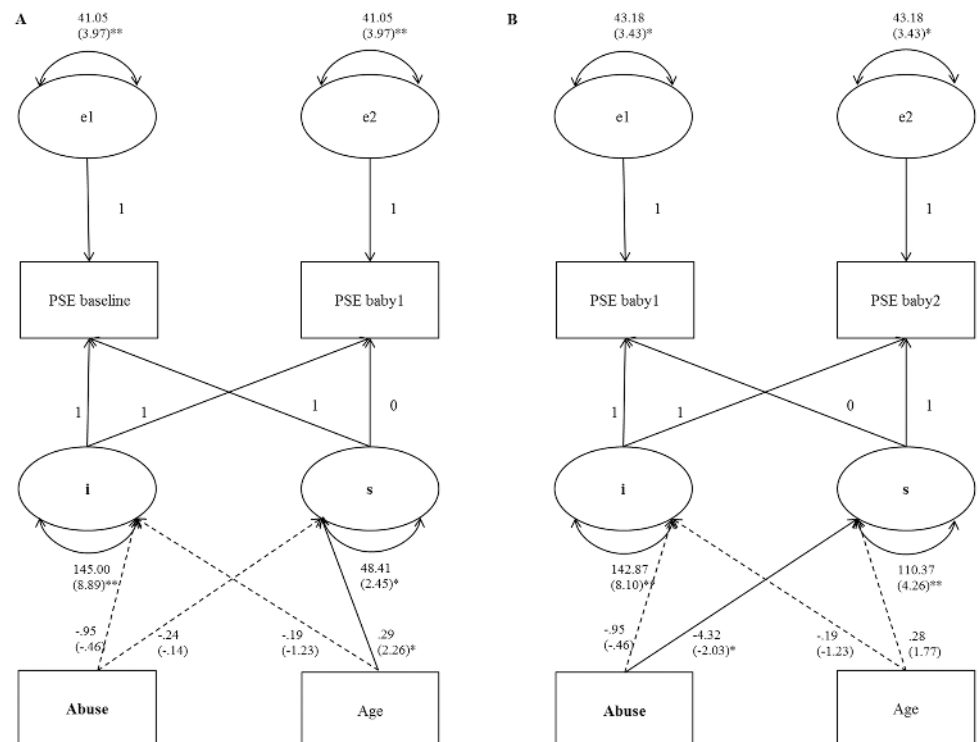 A
41.05
(3.97)**
41.05
(3.97)**
e1
e2
1
1
PSE baseline
PSE baby1
1
1
1
0
i
s
145.00
(8.89)**
48.41
(2.45)*
-.95
(-.46)
-.24
(-.14)
-.19
(-1.23)
.29
(2.26)*
Abuse
Age
B
43.18
(3.43)*
43.18
(3.43)*
e1
e2
1
1
PSE baby1
PSE baby2
1
1
0
1
i
s
142.87
(8.10)**
110.37
(4.26)**
-.95
(-.46)
-4.32
(-2.03)*
-.19
(-1.23)
.28
(1.77)
Abuse
Age